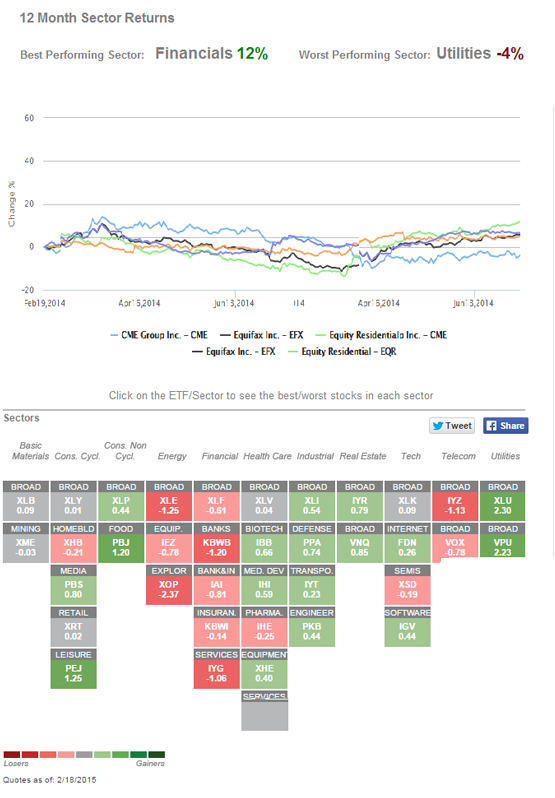 12 Month Sector Returns
Best Performing Sector: Financials 12% Worst Performing Sector: Utilities -4%
60
40
20
0
-20
Change %
Feb19,2014 Apr15,2014 Jun13,2014 I14 Apr15,2014 Jun13,2014
CME Group Inc. - CME Equifax Inc. - EFX Equity Residentialp Inc. - CME
Equifax Inc. - EFX Equity Residential - EQR
Click on the ETF/Sector to see the best/worst stocks in each sector
Sectors
Tweet Share
Basic Materials Cons. Cycl. Cons. Non Cycl. Energy Financial Health Care Industrial Real Estate Tech Telecom Utilities
BROAD BROAD BROAD BROAD BROAD BROAD BROAD BROAD BROAD BROAD BROAD
XLB XLY XLP XLE XLF XLV XLI IYR XLK IYZ XLU
0.09 0.01 0.44 -1.25 -0.61 0.04 0.54 0.79 0.09 -1.13 2.30
MINING HOMEBLD FOOD EQUIP. BANKS BIOTECH DEFENSE BROAD INTERNET BROAD BROAD
XME XHB PBJ IEZ KBWB IBB PPA VNQ FDN VOX VPU
-0.03 -0.21 1.20 -0.78 -1.20 0.66 0.74 0.85 0.26 -0.78 2.23
MEDIA EXPLOR BANK&IN MED. DEV TRANSPO. SEMIS
PBS XOP IAI IHI IYT XSD
0.80 -2.37 -0.81 0.59 0.23 -0.19
RETAIL INSURAN. PHARMA. ENGINEER SOFTWARE
XRT KBWI IHE PKB IGV
0.02 -0.14 -0.25 0.44 0.44
LEISURE SERVICES EQUIPMENT
PEJ IYG XHE
1.25 -1.06 0.40
SERVICES
Losers Gainers
Quotes as of: 2/18/2015